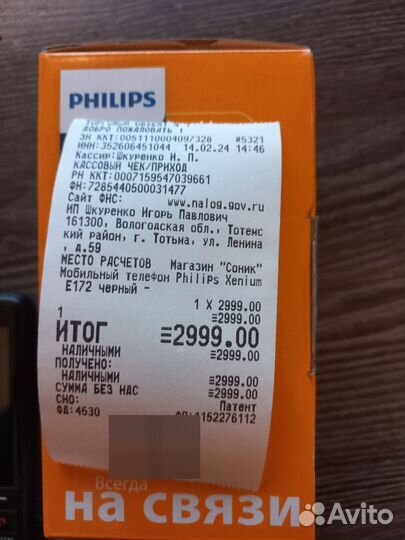 PHILIPS
ДОБРО ПОЖАЛОВАТЬ !
ЗН ККТ:0051110004097328 #5321
ИНН:352606451044 14.02.24 14:46
Кассир:Шкуренко И. П.
КАССОВЫЙ ЧЕК/ПРИХОД
РН ККТ:0007159547039661
ФН:7285440500031477
Сайт ФНС: www.nalog.gov.ru
ИП Шкуренко Игорь Павлович
161300, Вологодская обл., Тотемс
кий район, г. Тотьма, ул. Ленина
, д.59
МЕСТО РАСЧЕТОВ Магазин "Соник"
Мобильный телефон Philips Xenium
E172 черный -
1 X 2999.00
1 ≡2999.00
ИТОГ ≡2999.00
НАЛИЧНЫМИ ≡2999.00
ПОЛУЧЕНО:
НАЛИЧНЫМИ ≡2999.00
СУММА БЕЗ НДС ≡2999.00
СНО: Патент
ФД:4530 ФП:4152276112
Всегда
на связи
Avito